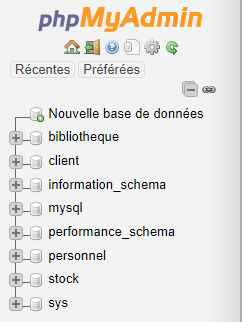 phpMyAdmin
Récentes Préférées
Nouvelle base de données
bibliotheque
client
information_schema
mysql
performance_schema
personnel
stock
sys